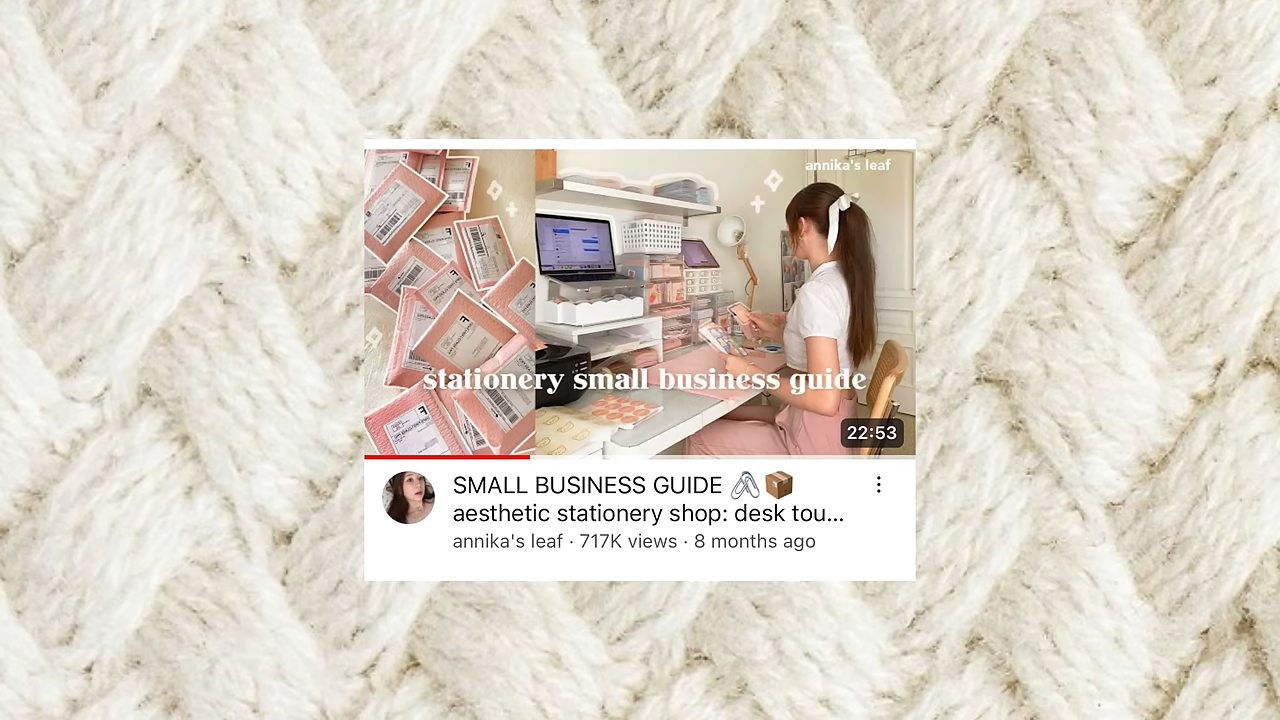 annika's leaf
stationery small business guide
22:53
SMALL BUSINESS GUIDE 🖇️📦
aesthetic stationery shop: desk tou...
annika's leaf · 717K views · 8 months ago